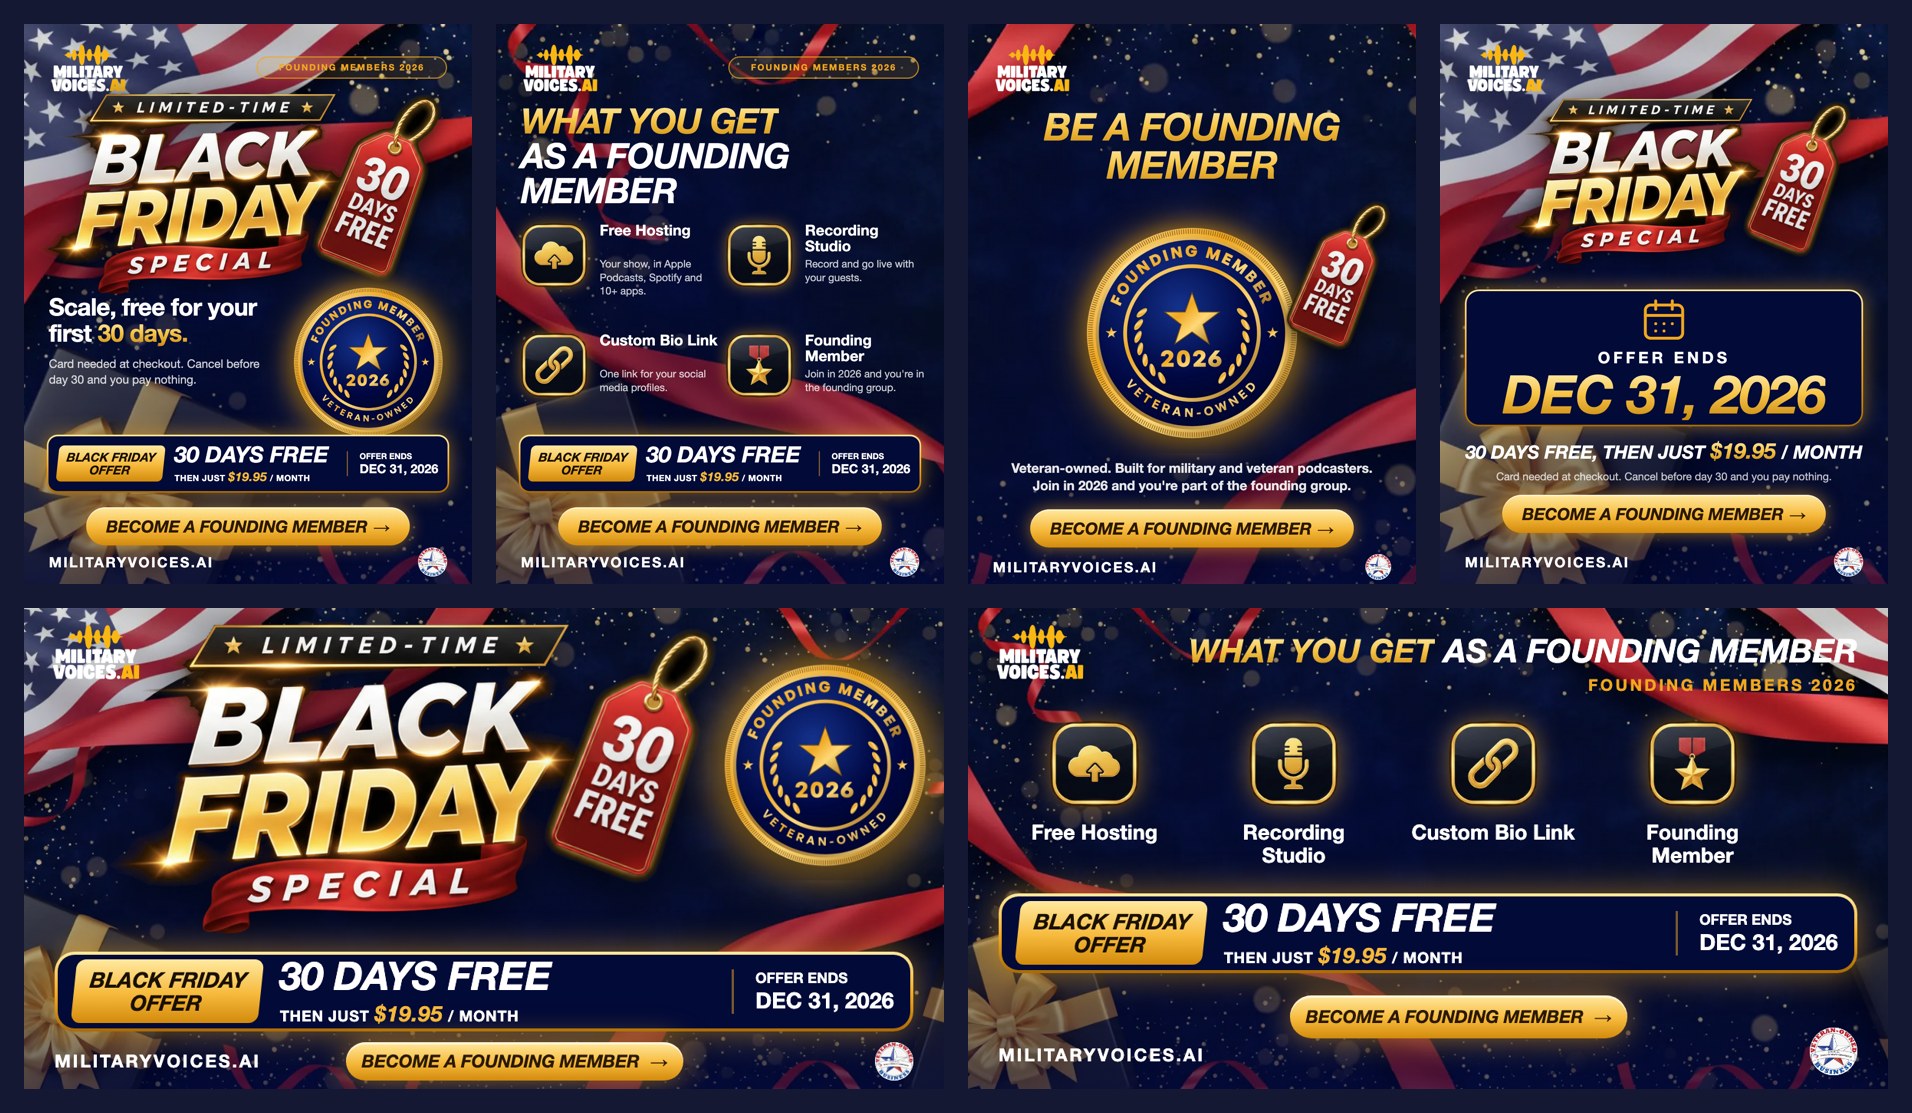 MILITARY
VOICES.AI
FOUNDING MEMBERS 2026
★ LIMITED-TIME ★
BLACK
FRIDAY
SPECIAL
30
DAYS
FREE
Scale, free for your
first 30 days.
Card needed at checkout. Cancel before
day 30 and you pay nothing.
FOUNDING MEMBER
2026
VETERAN-OWNED
BLACK FRIDAY
OFFER
30 DAYS FREE
THEN JUST $19.95 / MONTH
OFFER ENDS
DEC 31, 2026
BECOME A FOUNDING MEMBER →
MILITARYVOICES.AI
MILITARY
VOICES.AI
FOUNDING MEMBERS 2026
WHAT YOU GET
AS A FOUNDING
MEMBER
Free Hosting
Your show, in Apple
Podcasts, Spotify and
10+ apps.
Recording
Studio
Record and go live with
your guests.
Custom Bio Link
One link for your social
media profiles.
Founding
Member
Join in 2026 and you're in
the founding group.
BLACK FRIDAY
OFFER
30 DAYS FREE
THEN JUST $19.95 / MONTH
OFFER ENDS
DEC 31, 2026
BECOME A FOUNDING MEMBER →
MILITARYVOICES.AI
MILITARY
VOICES.AI
BE A FOUNDING
MEMBER
FOUNDING MEMBER
2026
VETERAN-OWNED
30
DAYS
FREE
Veteran-owned. Built for military and veteran podcasters.
Join in 2026 and you're part of the founding group.
BECOME A FOUNDING MEMBER →
MILITARYVOICES.AI
MILITARY
VOICES.AI
★ LIMITED-TIME ★
BLACK
FRIDAY
SPECIAL
30
DAYS
FREE
OFFER ENDS
DEC 31, 2026
30 DAYS FREE, THEN JUST $19.95 / MONTH
Card needed at checkout. Cancel before day 30 and you pay nothing.
BECOME A FOUNDING MEMBER →
MILITARYVOICES.AI
MILITARY
VOICES.AI
★ LIMITED-TIME ★
BLACK
FRIDAY
SPECIAL
30
DAYS
FREE
FOUNDING MEMBER
2026
VETERAN-OWNED
BLACK FRIDAY
OFFER
30 DAYS FREE
THEN JUST $19.95 / MONTH
OFFER ENDS
DEC 31, 2026
MILITARYVOICES.AI
BECOME A FOUNDING MEMBER →
MILITARY
VOICES.AI
WHAT YOU GET AS A FOUNDING MEMBER
FOUNDING MEMBERS 2026
Free Hosting
Recording
Studio
Custom Bio Link
Founding
Member
BLACK FRIDAY
OFFER
30 DAYS FREE
THEN JUST $19.95 / MONTH
OFFER ENDS
DEC 31, 2026
BECOME A FOUNDING MEMBER →
MILITARYVOICES.AI
VETERAN-OWNED
BUSINESS